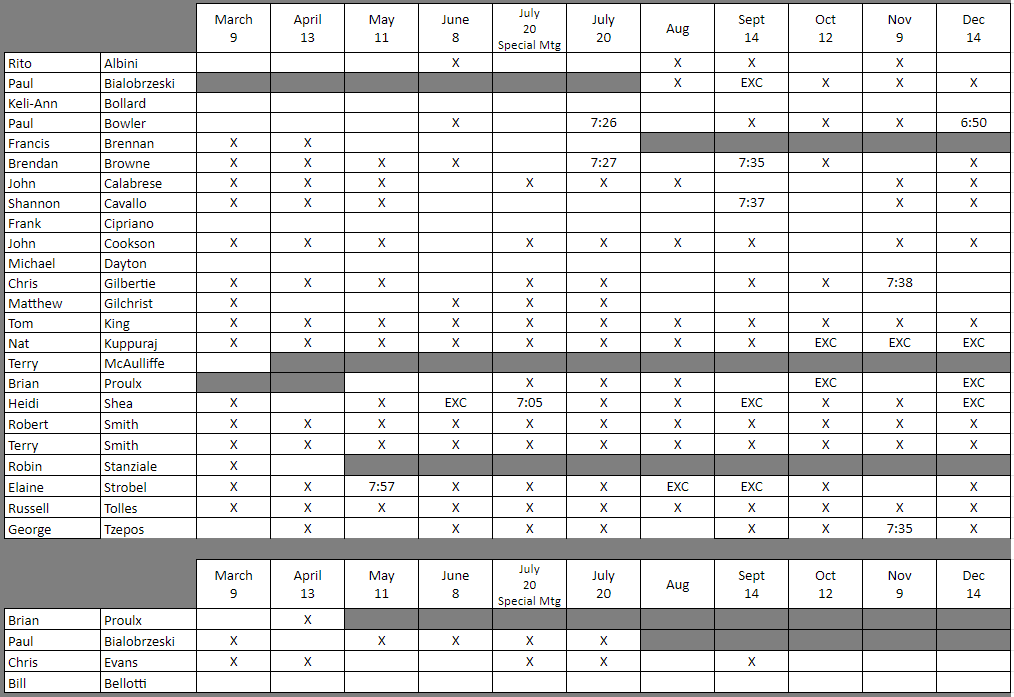 March April May June July July Aug Sept Oct Nov Dec
9 13 11 8 20 20 14 12 9 14
Special Mtg
Rito Albini X X X X
Paul Bialobrzeski X EXC X X X
Keli-Ann Bollard
Paul Bowler X 7:26 X X X 6:50
Francis Brennan X X
Brendan Browne X X X X 7:27 7:35 X X
John Calabrese X X X X X X X X
Shannon Cavallo X X X 7:37 X X
Frank Cipriano
John Cookson X X X X X X X X X
Michael Dayton
Chris Gilbertie X X X X X X X 7:38
Matthew Gilchrist X X X X
Tom King X X X X X X X X X X X
Nat Kuppuraj X X X X X X X X EXC EXC EXC
Terry McAulliffe
Brian Proulx X X X EXC EXC
Heidi Shea X X EXC 7:05 X X EXC X X EXC
Robert Smith X X X X X X X X X X X
Terry Smith X X X X X X X X X X X
Robin Stanziale X
Elaine Strobel X X 7:57 X X X EXC EXC X X
Russell Tolles X X X X X X X X X X X
George Tzepos X X X X X X 7:35 X
March April May June July July Aug Sept Oct Nov Dec
9 13 11 8 20 20 14 12 9 14
Special Mtg
Brian Proulx X
Paul Bialobrzeski X X X X X
Chris Evans X X X X X
Bill Bellotti